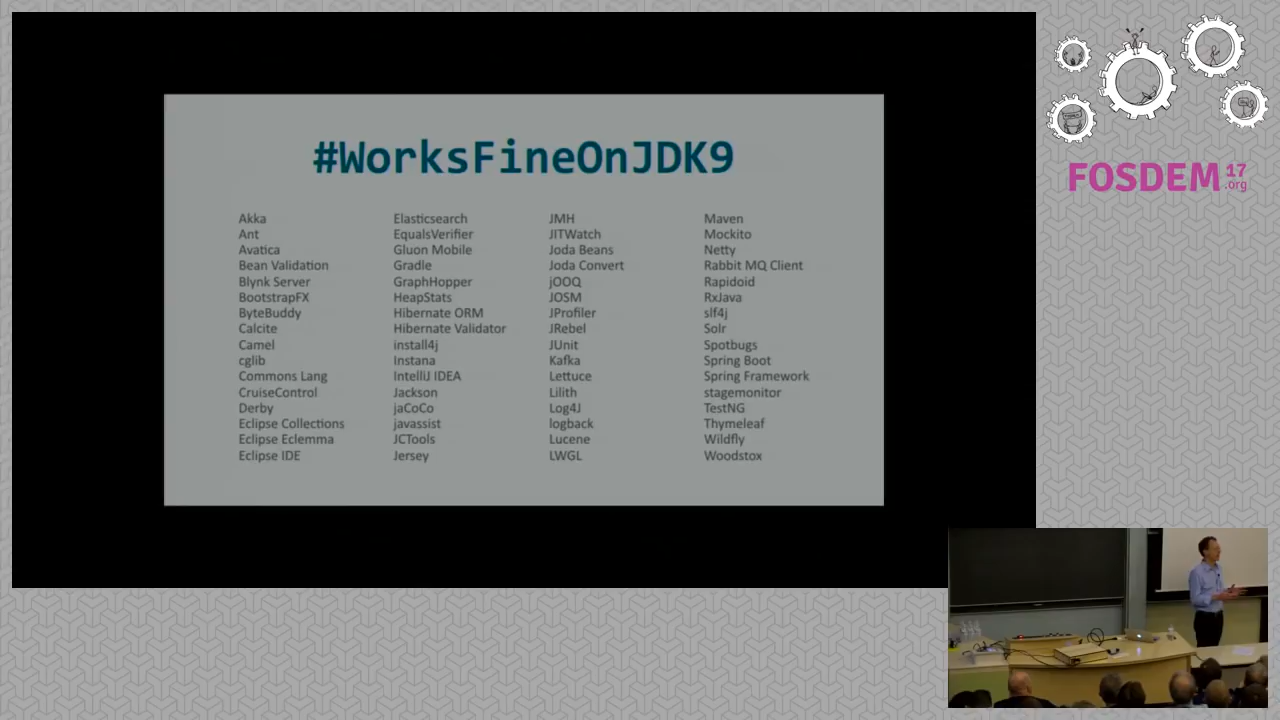 #WorksFineOnJDK9
Akka
Ant
Avatica
Bean Validation
Blynk Server
BootstrapFX
ByteBuddy
Calcite
Camel
cglib
Commons Lang
CruiseControl
Derby
Eclipse Collections
Eclipse Eclemma
Eclipse IDE
Elasticsearch
EqualsVerifier
Gluon Mobile
Gradle
GraphHopper
HeapStats
Hibernate ORM
Hibernate Validator
install4j
Instana
IntelliJ IDEA
Jackson
jaCoCo
javassist
JCTools
Jersey
JMH
JITWatch
Joda Beans
Joda Convert
jOOQ
JOSM
JProfiler
JRebel
JUnit
Kafka
Lettuce
Lilith
Log4J
logback
Lucene
LWGL
Maven
Mockito
Netty
Rabbit MQ Client
Rapidoid
RxJava
slf4j
Solr
Spotbugs
Spring Boot
Spring Framework
stagemonitor
TestNG
Thymeleaf
Wildfly
Woodstox
FOSDEM 17
.org